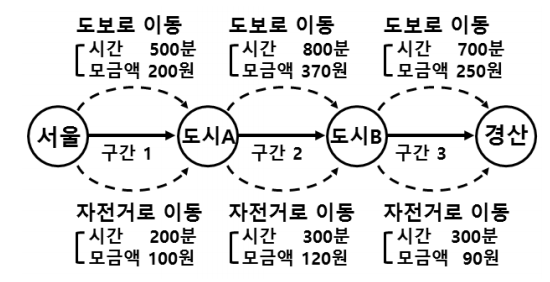 도보로 이동 도보로 이동 도보로 이동
시간 500분 시간 800분 시간 700분
모금액 200원 모금액 370원 모금액 250원
서울 도시A 도시B 경산
구간 1 구간 2 구간 3
자전거로 이동 자전거로 이동 자전거로 이동
시간 200분 시간 300분 시간 300분
모금액 100원 모금액 120원 모금액 90원